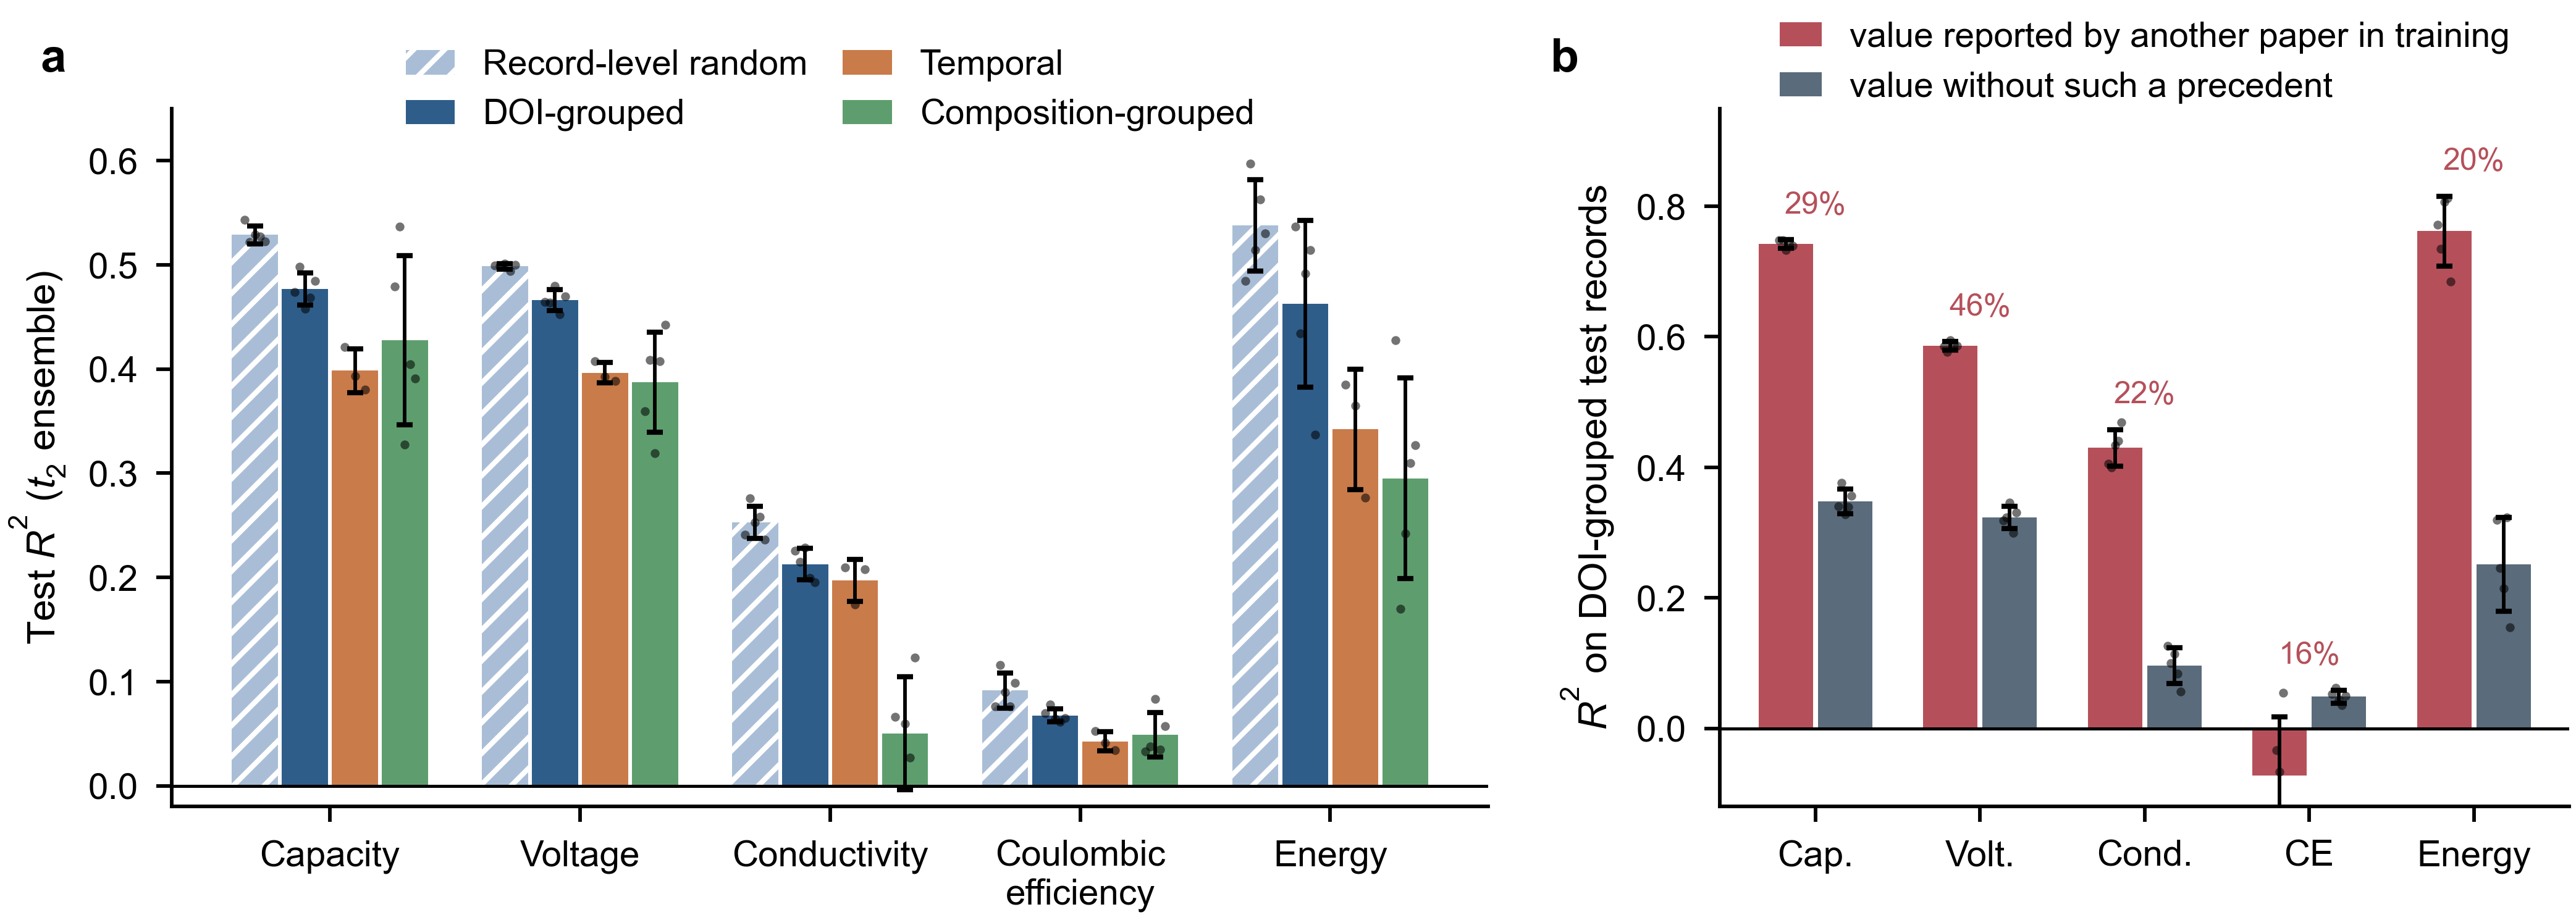 a
Record-level random
DOI-grouped
Temporal
Composition-grouped
Test R² (t₂ ensemble)
0.6
0.5
0.4
0.3
0.2
0.1
0.0
Capacity
Voltage
Conductivity
Coulombic
efficiency
Energy
b
value reported by another paper in training
value without such a precedent
R² on DOI-grouped test records
0.8
0.6
0.4
0.2
0.0
29%
46%
22%
16%
20%
Cap.
Volt.
Cond.
CE
Energy